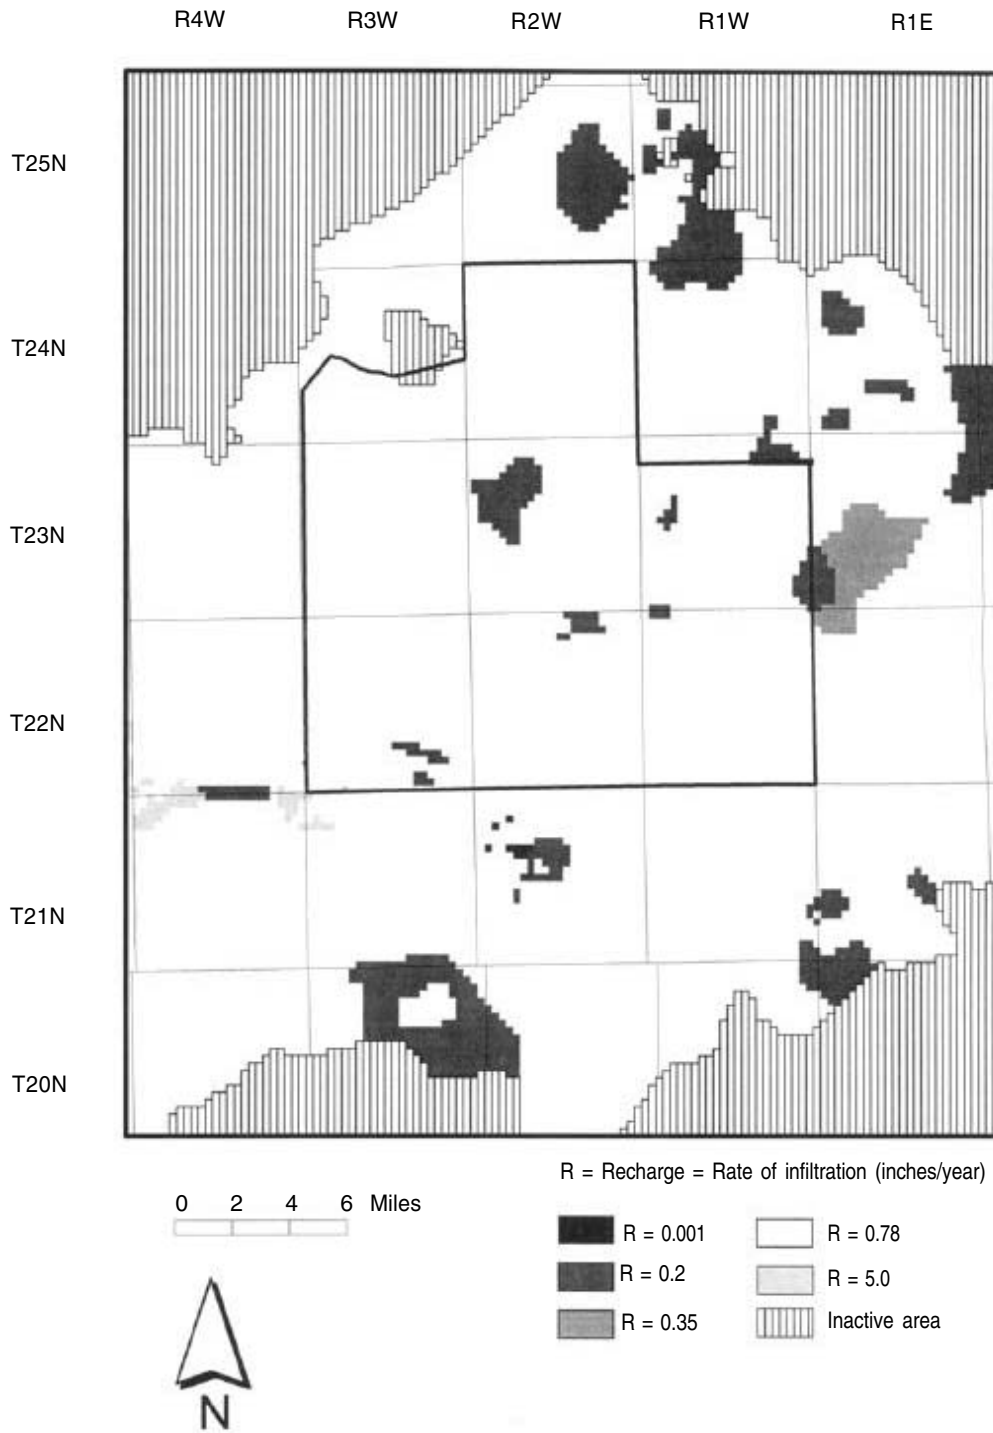 R4W R3W R2W R1W R1E
T25N
T24N
T23N
T22N
T21N
T20N
R = Recharge = Rate of infiltration (inches/year)
0 2 4 6 Miles
R = 0.001
R = 0.78
R = 0.2
R = 5.0
R = 0.35
Inactive area
N